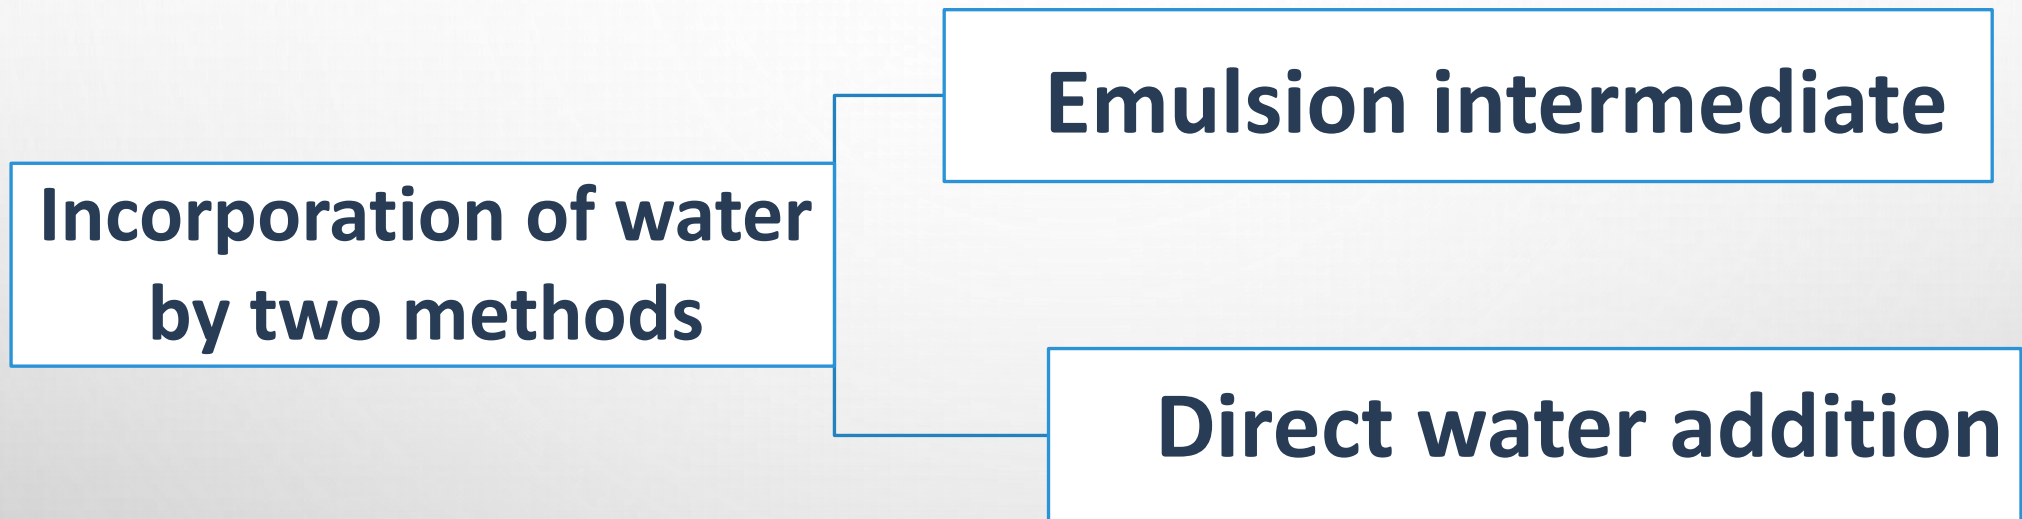 Incorporation of water
by two methods
Emulsion intermediate
Direct water addition